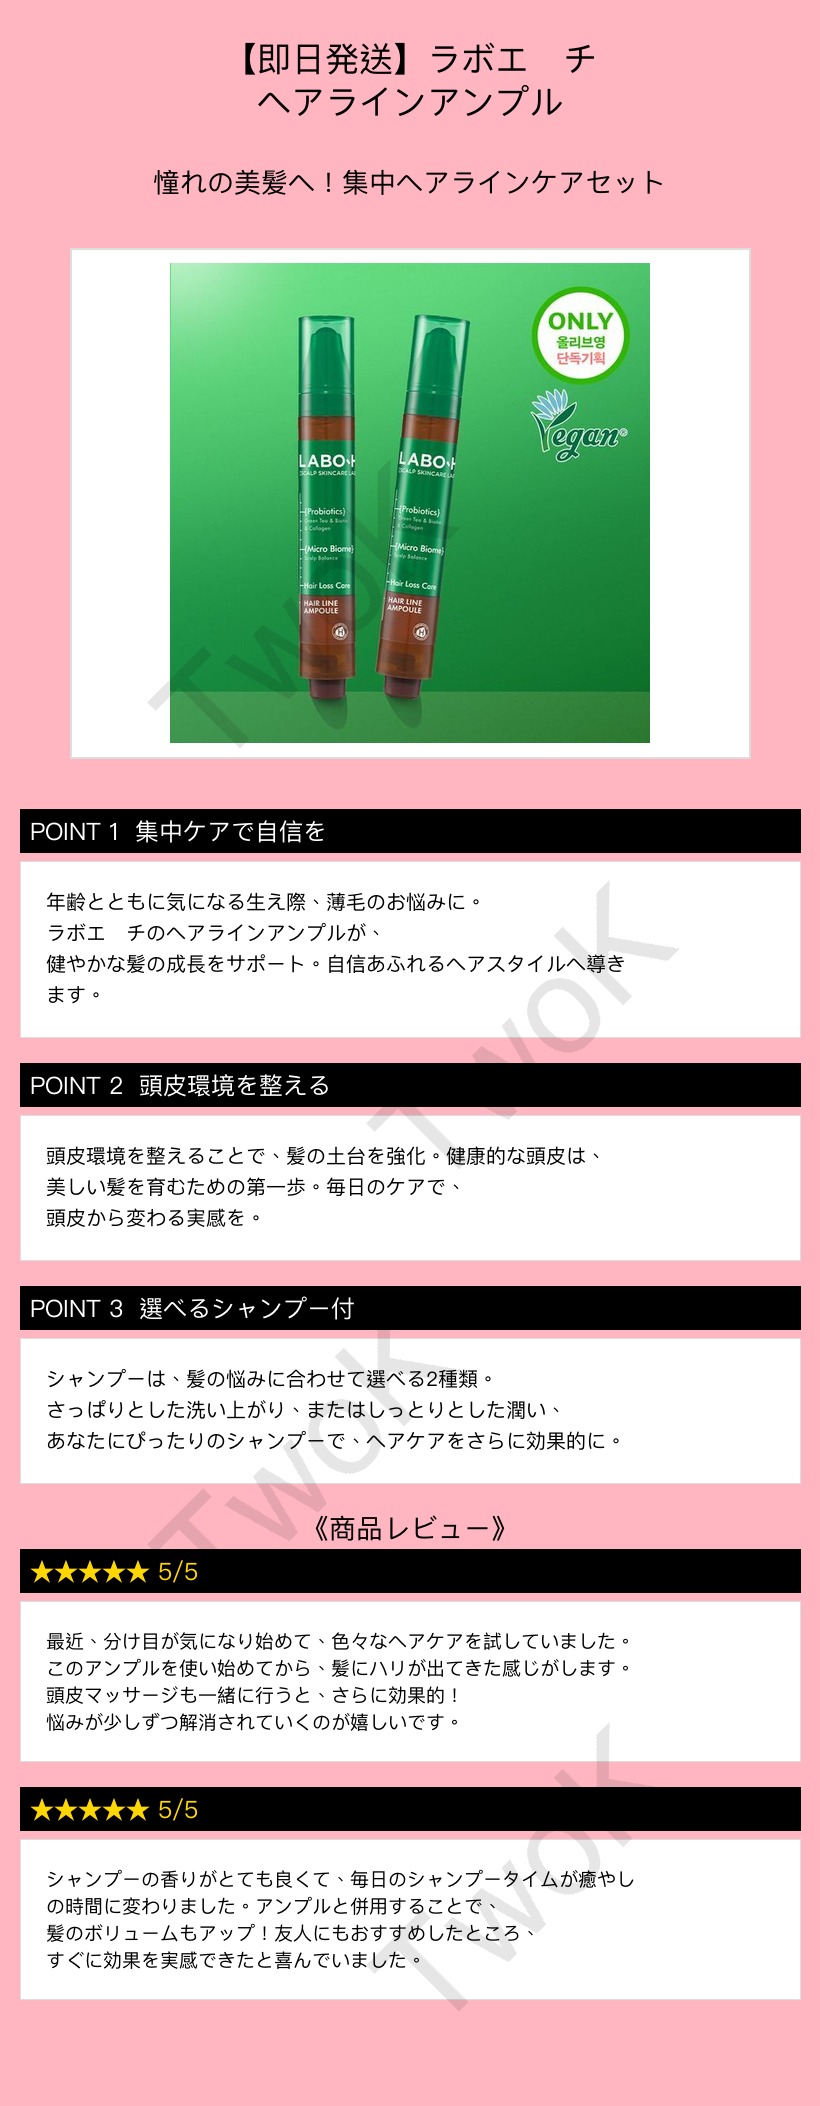 【即日発送】ラボエ　チ
ヘアラインアンプル
憧れの美髪へ！集中ヘアラインケアセット
ONLY
올리브영
단독기획
Vegan®
LABO-H
SCALP SKINCARE LAB
{Probiotics}
Green Tea & Biotin
& Collagen
{Micro Biome}
Scalp Balance
Hair Loss Care
HAIR LINE
AMPOULE
LABO-H
SCALP SKINCARE LAB
{Probiotics}
Green Tea & Biotin
& Collagen
{Micro Biome}
Scalp Balance
Hair Loss Care
HAIR LINE
AMPOULE
TwoK
POINT 1 集中ケアで自信を
年齢とともに気になる生え際、薄毛のお悩みに。
ラボエ　チのヘアラインアンプルが、
健やかな髪の成長をサポート。自信あふれるヘアスタイルへ導き
ます。
TwoK
POINT 2 頭皮環境を整える
頭皮環境を整えることで、髪の土台を強化。健康的な頭皮は、
美しい髪を育むための第一歩。毎日のケアで、
頭皮から変わる実感を。
POINT 3 選べるシャンプー付
シャンプーは、髪の悩みに合わせて選べる2種類。
さっぱりとした洗い上がり、またはしっとりとした潤い、
あなたにぴったりのシャンプーで、ヘアケアをさらに効果的に。
TwoK
《商品レビュー》
★★★★★ 5/5
最近、分け目が気になり始めて、色々なヘアケアを試していました。
このアンプルを使い始めてから、髪にハリが出てきた感じがします。
頭皮マッサージも一緒に行うと、さらに効果的！
悩みが少しずつ解消されていくのが嬉しいです。
★★★★★ 5/5
シャンプーの香りがとても良くて、毎日のシャンプータイムが癒やし
の時間に変わりました。アンプルと併用することで、
髪のボリュームもアップ！友人にもおすすめしたところ、
すぐに効果を実感できたと喜んでいました。
TwoK